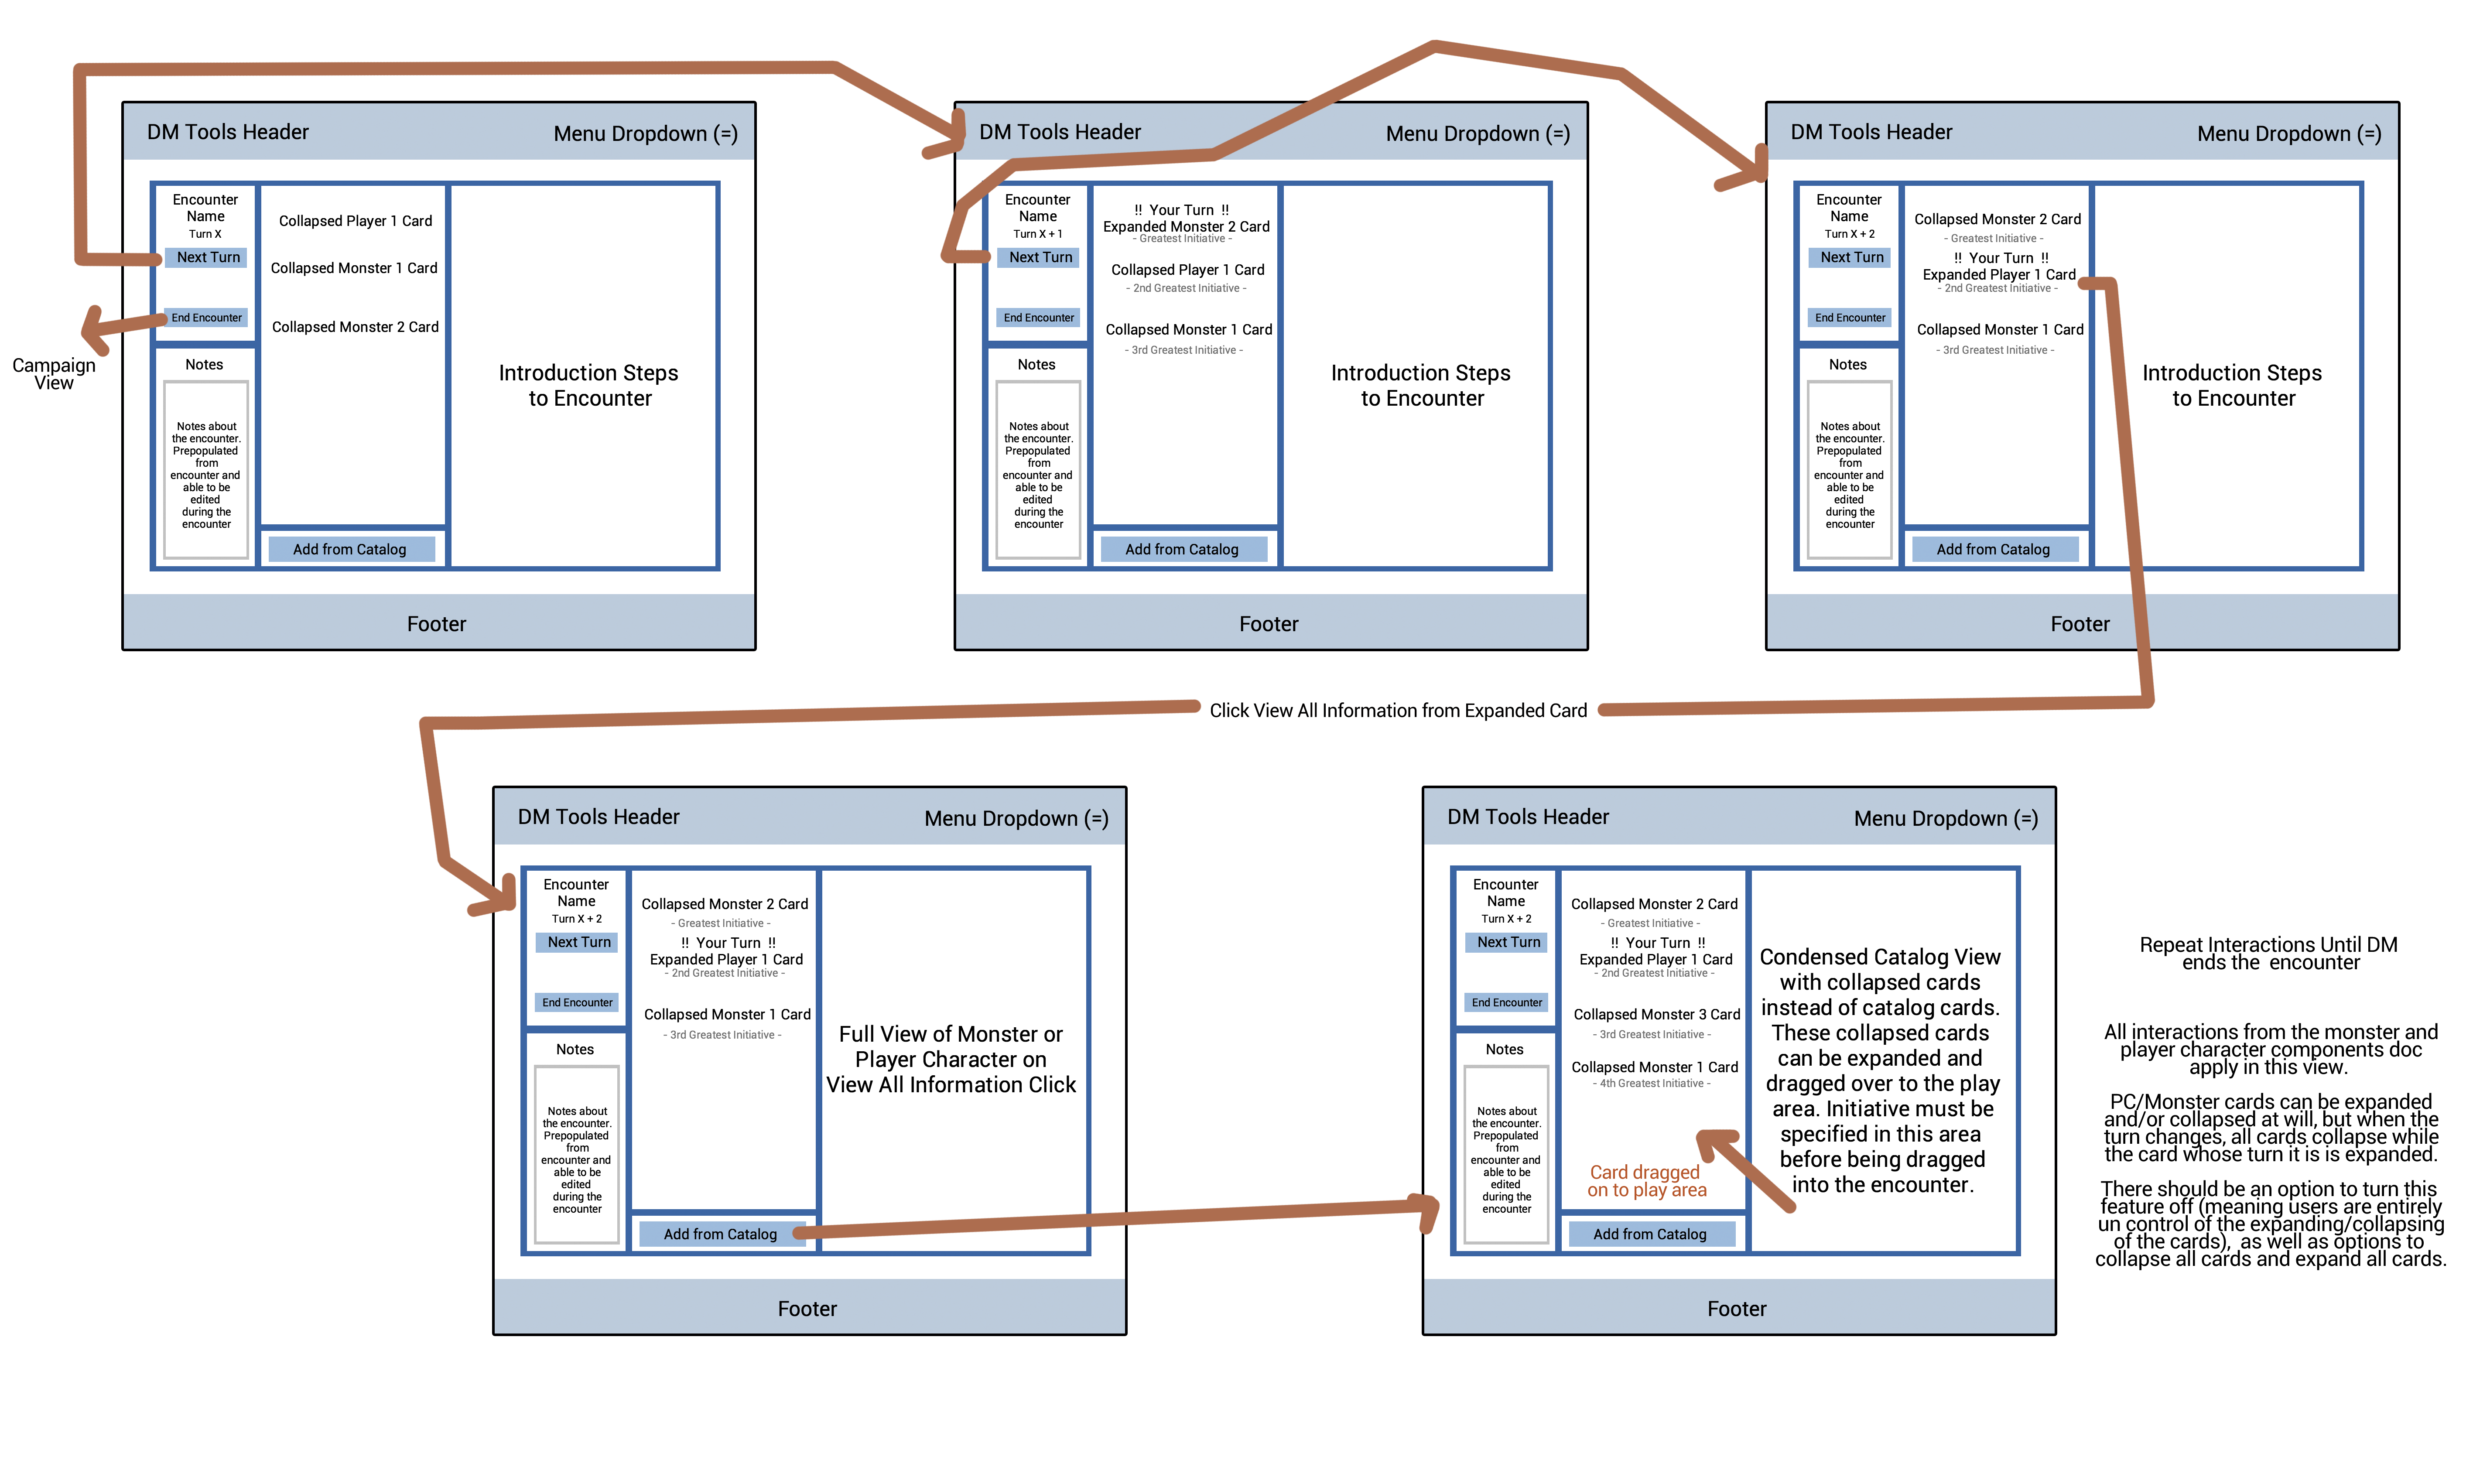 DM Tools Header
Menu Dropdown (=)
Encounter
Name
Turn X
Next Turn
End Encounter
Campaign
View
Notes
Notes about
the encounter.
Prepopulated
from
encounter and
able to be
edited
during the
encounter
Collapsed Player 1 Card
Collapsed Monster 1 Card
Collapsed Monster 2 Card
Add from Catalog
Introduction Steps
to Encounter
Footer
DM Tools Header
Menu Dropdown (=)
Encounter
Name
Turn X + 1
Next Turn
End Encounter
Notes
Notes about
the encounter.
Prepopulated
from
encounter and
able to be
edited
during the
encounter
!! Your Turn !!
Expanded Monster 2 Card
- Greatest Initiative -
Collapsed Player 1 Card
- 2nd Greatest Initiative -
Collapsed Monster 1 Card
- 3rd Greatest Initiative -
Add from Catalog
Introduction Steps
to Encounter
Footer
DM Tools Header
Menu Dropdown (=)
Encounter
Name
Turn X + 2
Next Turn
End Encounter
Notes
Notes about
the encounter.
Prepopulated
from
encounter and
able to be
edited
during the
encounter
Collapsed Monster 2 Card
- Greatest Initiative -
!! Your Turn !!
Expanded Player 1 Card
- 2nd Greatest Initiative -
Collapsed Monster 1 Card
- 3rd Greatest Initiative -
Add from Catalog
Introduction Steps
to Encounter
Footer
Click View All Information from Expanded Card
DM Tools Header
Menu Dropdown (=)
Encounter
Name
Turn X + 2
Next Turn
End Encounter
Notes
Notes about
the encounter.
Prepopulated
from
encounter and
able to be
edited
during the
encounter
Collapsed Monster 2 Card
- Greatest Initiative -
!! Your Turn !!
Expanded Player 1 Card
- 2nd Greatest Initiative -
Collapsed Monster 1 Card
- 3rd Greatest Initiative -
Add from Catalog
Full View of Monster or
Player Character on
View All Information Click
Footer
DM Tools Header
Menu Dropdown (=)
Encounter
Name
Turn X + 2
Next Turn
End Encounter
Notes
Notes about
the encounter.
Prepopulated
from
encounter and
able to be
edited
during the
encounter
Collapsed Monster 2 Card
- Greatest Initiative -
!! Your Turn !!
Expanded Player 1 Card
- 2nd Greatest Initiative -
Collapsed Monster 3 Card
- 3rd Greatest Initiative -
Collapsed Monster 1 Card
- 4th Greatest Initiative -
Card dragged
on to play area
Add from Catalog
Condensed Catalog View
with collapsed cards
instead of catalog cards.
These collapsed cards
can be expanded and
dragged over to the play
area. Initiative must be
specified in this area
before being dragged
into the encounter.
Footer
Repeat Interactions Until DM
ends the encounter
All interactions from the monster and
player character components doc
apply in this view.
PC/Monster cards can be expanded
and/or collapsed at will, but when the
turn changes, all cards collapse while
the card whose turn it is is expanded.
There should be an option to turn this
feature off (meaning users are entirely
un control of the expanding/collapsing
of the cards), as well as options to
collapse all cards and expand all cards.